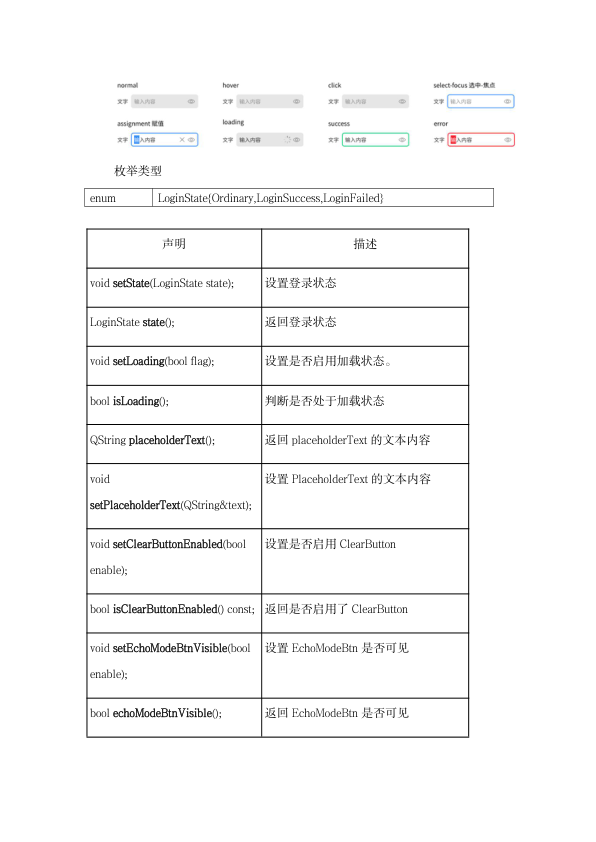 normal hover click select-focus 选中-焦点
文字 输入内容 文字 输入内容 文字 输入内容 文字 输入内容
assignment 赋值 loading success error
文字 输入内容 文字 输入内容 文字 输入内容 文字 输入内容
枚举类型
enum LoginState{Ordinary,LoginSuccess,LoginFailed}
声明 描述
void setState(LoginState state); 设置登录状态
LoginState state(); 返回登录状态
void setLoading(bool flag); 设置是否启用加载状态。
bool isLoading(); 判断是否处于加载状态
QString placeholderText(); 返回 placeholderText 的文本内容
void 设置 PlaceholderText 的文本内容
setPlaceholderText(QString&text);
void setClearButtonEnabled(bool 设置是否启用 ClearButton
enable);
bool isClearButtonEnabled() const; 返回是否启用了 ClearButton
void setEchoModeBtnVisible(bool 设置 EchoModeBtn 是否可见
enable);
bool echoModeBtnVisible(); 返回 EchoModeBtn 是否可见